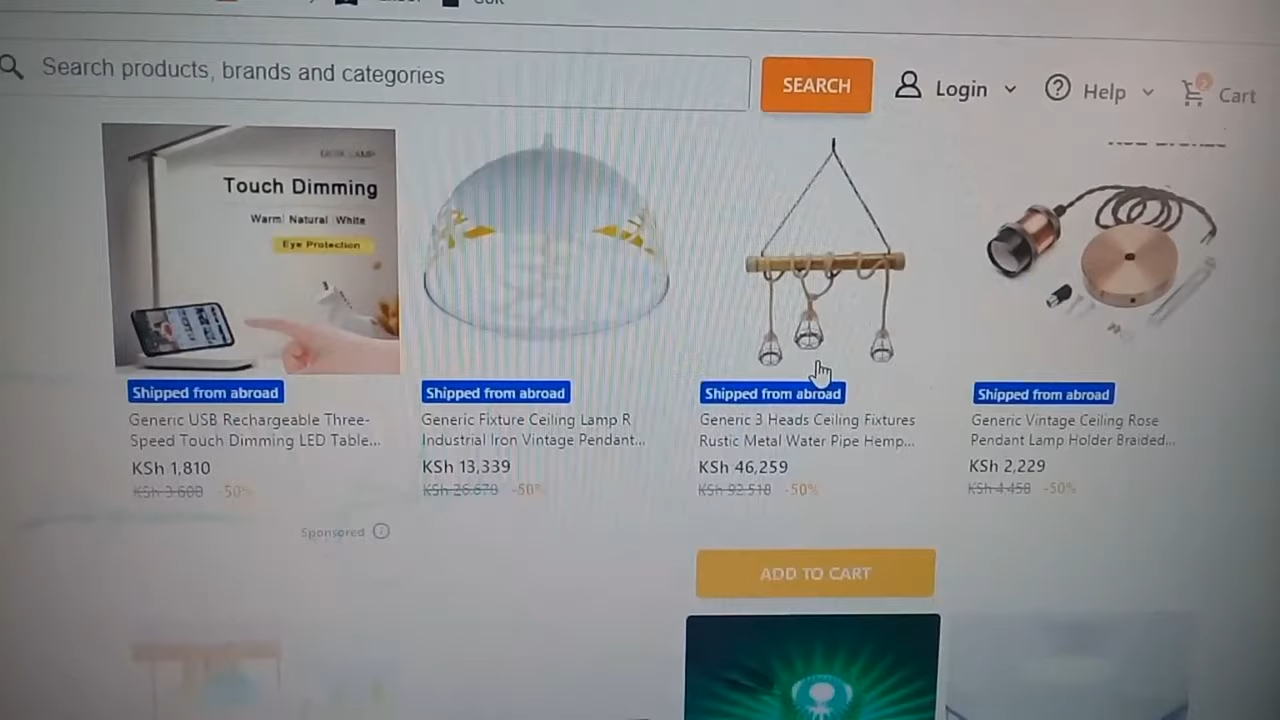 Search products, brands and categories
SEARCH
Login
Help
Cart
Touch Dimming
Warm Natural White
Eye Protection
Shipped from abroad
Generic USB Rechargeable Three-
Speed Touch Dimming LED Table...
KSh 1,810
KSh 3,600 -50%
Sponsored
Shipped from abroad
Generic Fixture Ceiling Lamp R
Industrial Iron Vintage Pendant...
KSh 13,339
KSh 26,670 -50%
Shipped from abroad
Generic 3 Heads Ceiling Fixtures
Rustic Metal Water Pipe Hemp...
KSh 46,259
KSh 92,518 -50%
ADD TO CART
Shipped from abroad
Generic Vintage Ceiling Rose
Pendant Lamp Holder Braided...
KSh 2,229
KSh 4,458 -50%